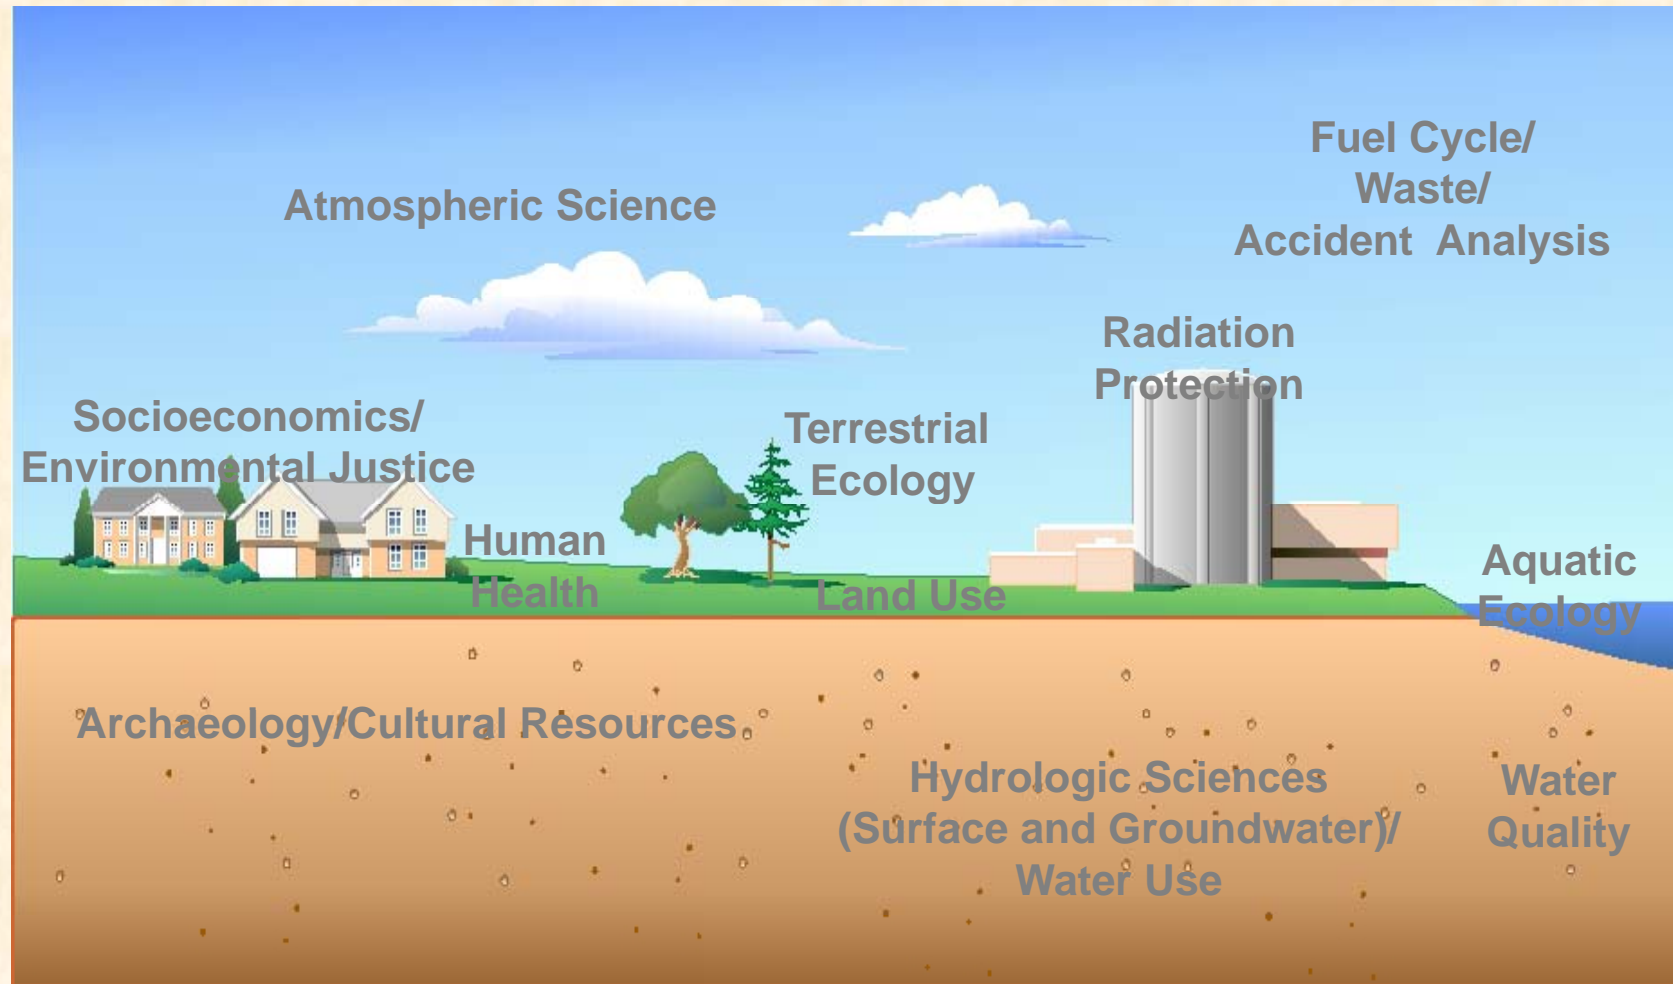 Fuel Cycle/
Waste/
Accident Analysis
Atmospheric Science
Radiation
Protection
Socioeconomics/
Environmental Justice
Terrestrial
Ecology
Human
Health
Land Use
Aquatic
Ecology
Archaeology/Cultural Resources
Hydrologic Sciences
(Surface and Groundwater)/
Water Use
Water
Quality